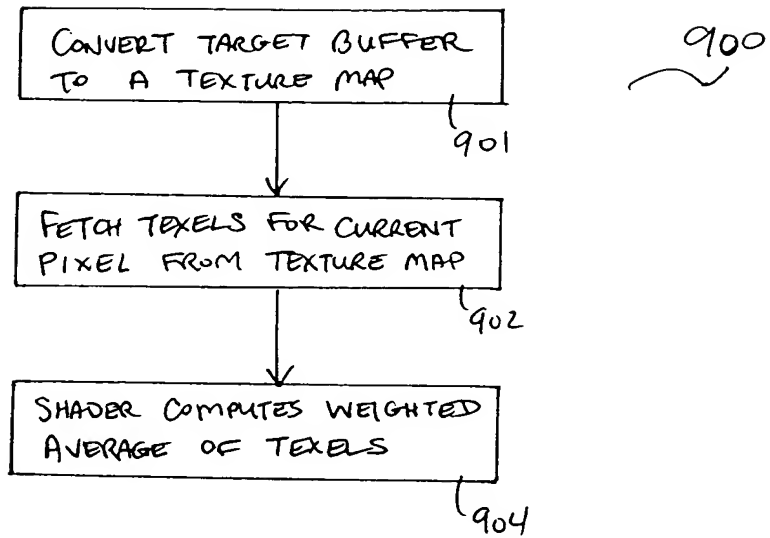 CONVERT TARGET BUFFER
TO A TEXTURE MAP
900
901
FETCH TEXELS FOR CURRENT
PIXEL FROM TEXTURE MAP
902
SHADER COMPUTES WEIGHTED
AVERAGE OF TEXELS
904